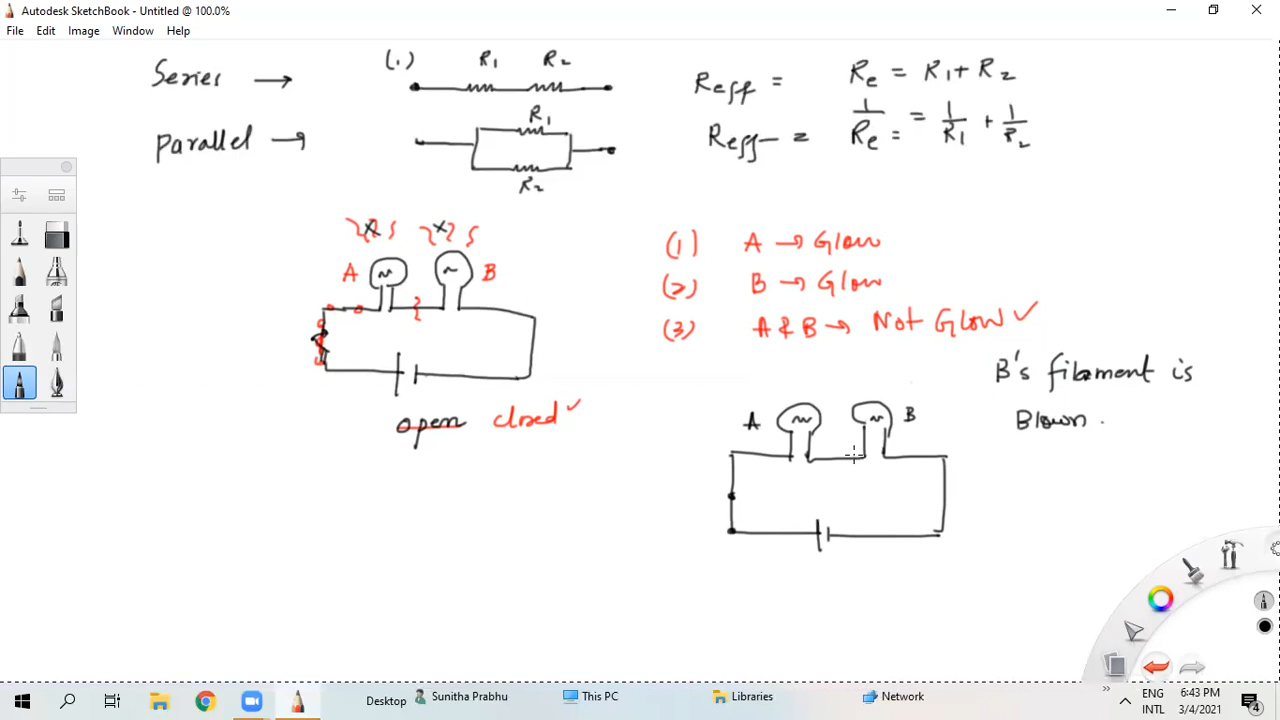 Autodesk SketchBook - Untitled @ 100.0%
File Edit Image Window Help
Series → (1.) R1 R2 Reff = Re = R1 + R2
Parallel → R1 R2 Reff = 1/Re = 1/R1 + 1/R2
A B
(1) A → Glow
(2) B → Glow
(3) A & B → Not Glow ✓
open closed ✓
B's filament is
Blown.
A B
Desktop Sunitha Prabhu This PC Libraries Network
ENG
INTL
6:43 PM
3/4/2021
4